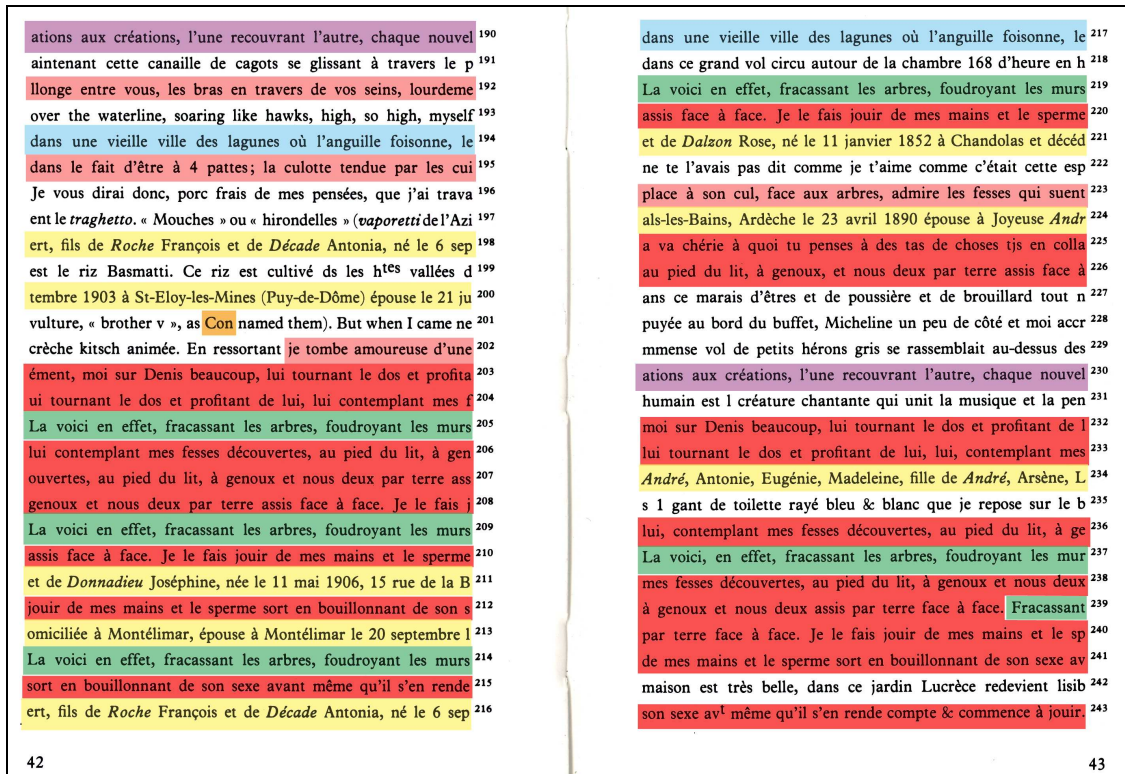 ations aux créations, l'une recouvrant l'autre, chaque nouvel 190
aintenant cette canaille de cagots se glissant à travers le p 191
llonge entre vous, les bras en travers de vos seins, lourdeme 192
over the waterline, soaring like hawks, high, so high, myself 193
dans une vieille ville des lagunes où l'anguille foisonne, le 194
dans le fait d'être à 4 pattes; la culotte tendue par les cui 195
Je vous dirai donc, porc frais de mes pensées, que j'ai trava 196
ent le traghetto. « Mouches » ou « hirondelles » (vaporetti de l'Azi 197
ert, fils de Roche François et de Décade Antonia, né le 6 sep 198
est le riz Basmatti. Ce riz est cultivé ds les htes vallées d 199
tembre 1903 à St-Eloy-les-Mines (Puy-de-Dôme) épouse le 21 ju 200
vulture, « brother v », as Con named them). But when I came ne 201
crèche kitsch animée. En ressortant je tombe amoureuse d'une 202
ément, moi sur Denis beaucoup, lui tournant le dos et profita 203
ui tournant le dos et profitant de lui, lui contemplant mes f 204
La voici en effet, fracassant les arbres, foudroyant les murs 205
lui contemplant mes fesses découvertes, au pied du lit, à gen 206
ouvertes, au pied du lit, à genoux et nous deux par terre ass 207
genoux et nous deux par terre assis face à face. Je le fais j 208
La voici en effet, fracassant les arbres, foudroyant les murs 209
assis face à face. Je le fais jouir de mes mains et le sperme 210
et de Donnadieu Joséphine, née le 11 mai 1906, 15 rue de la B 211
jouir de mes mains et le sperme sort en bouillonnant de son s 212
omiciliée à Montélimar, épouse à Montélimar le 20 septembre l 213
La voici en effet, fracassant les arbres, foudroyant les murs 214
sort en bouillonnant de son sexe avant même qu'il s'en rende 215
ert, fils de Roche François et de Décade Antonia, né le 6 sep 216
42
dans une vieille ville des lagunes où l'anguille foisonne, le 217
dans ce grand vol circu autour de la chambre 168 d'heure en h 218
La voici en effet, fracassant les arbres, foudroyant les murs 219
assis face à face. Je le fais jouir de mes mains et le sperme 220
et de Dalzon Rose, né le 11 janvier 1852 à Chandolas et décéd 221
ne te l'avais pas dit comme je t'aime comme c'était cette esp 222
place à son cul, face aux arbres, admire les fesses qui suent 223
als-les-Bains, Ardèche le 23 avril 1890 épouse à Joyeuse Andr 224
a va chérie à quoi tu penses à des tas de choses tjs en colla 225
au pied du lit, à genoux, et nous deux par terre assis face à 226
ans ce marais d'êtres et de poussière et de brouillard tout n 227
puyée au bord du buffet, Micheline un peu de côté et moi accr 228
mmense vol de petits hérons gris se rassemblait au-dessus des 229
ations aux créations, l'une recouvrant l'autre, chaque nouvel 230
humain est l créature chantante qui unit la musique et la pen 231
moi sur Denis beaucoup, lui tournant le dos et profitant de l 232
lui tournant le dos et profitant de lui, lui, contemplant mes 233
André, Antonie, Eugénie, Madeleine, fille de André, Arsène, L 234
s 1 gant de toilette rayé bleu & blanc que je repose sur le b 235
lui, contemplant mes fesses découvertes, au pied du lit, à ge 236
La voici, en effet, fracassant les arbres, foudroyant les mur 237
mes fesses découvertes, au pied du lit, à genoux et nous deux 238
à genoux et nous deux assis par terre face à face. Fracassant 239
par terre face à face. Je le fais jouir de mes mains et le sp 240
de mes mains et le sperme sort en bouillonnant de son sexe av 241
maison est très belle, dans ce jardin Lucrèce redevient lisib 242
son sexe avt même qu'il s'en rende compte & commence à jouir. 243
43